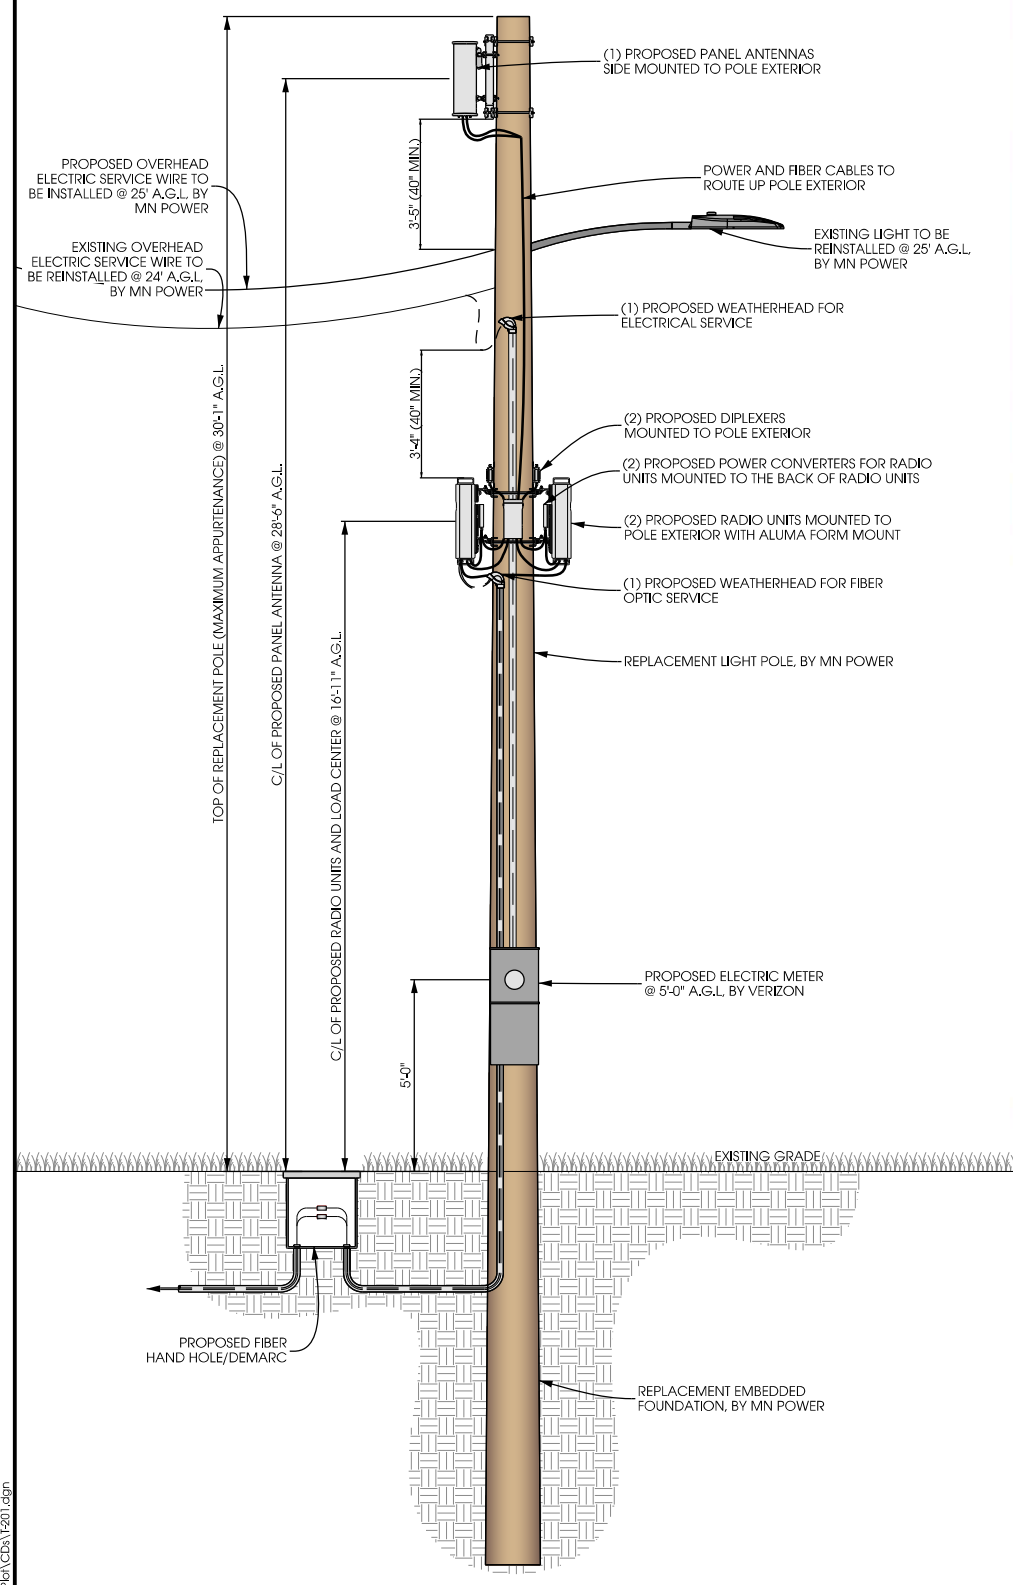 (1) PROPOSED PANEL ANTENNAS
SIDE MOUNTED TO POLE EXTERIOR
PROPOSED OVERHEAD
ELECTRIC SERVICE WIRE TO
BE INSTALLED @ 25' A.G.L, BY
MN POWER
3'-5" (40" MIN.)
POWER AND FIBER CABLES TO
ROUTE UP POLE EXTERIOR
EXISTING OVERHEAD
ELECTRIC SERVICE WIRE TO
BE REINSTALLED @ 24' A.G.L,
BY MN POWER
EXISTING LIGHT TO BE
REINSTALLED @ 25' A.G.L,
BY MN POWER
(1) PROPOSED WEATHERHEAD FOR
ELECTRICAL SERVICE
3'-4" (40" MIN.)
(2) PROPOSED DIPLEXERS
MOUNTED TO POLE EXTERIOR
(2) PROPOSED POWER CONVERTERS FOR RADIO
UNITS MOUNTED TO THE BACK OF RADIO UNITS
(2) PROPOSED RADIO UNITS MOUNTED TO
POLE EXTERIOR WITH ALUMA FORM MOUNT
(1) PROPOSED WEATHERHEAD FOR FIBER
OPTIC SERVICE
TOP OF REPLACEMENT POLE (MAXIMUM APPURTENANCE) @ 30'-1" A.G.L.
C/L OF PROPOSED PANEL ANTENNA @ 28'-6" A.G.L.
C/L OF PROPOSED RADIO UNITS AND LOAD CENTER @ 16'-11" A.G.L.
REPLACEMENT LIGHT POLE, BY MN POWER
PROPOSED ELECTRIC METER
@ 5'-0" A.G.L, BY VERIZON
5'-0"
EXISTING GRADE
PROPOSED FIBER
HAND HOLE/DEMARC
REPLACEMENT EMBEDDED
FOUNDATION, BY MN POWER
Plot\CDs\T-201.dgn